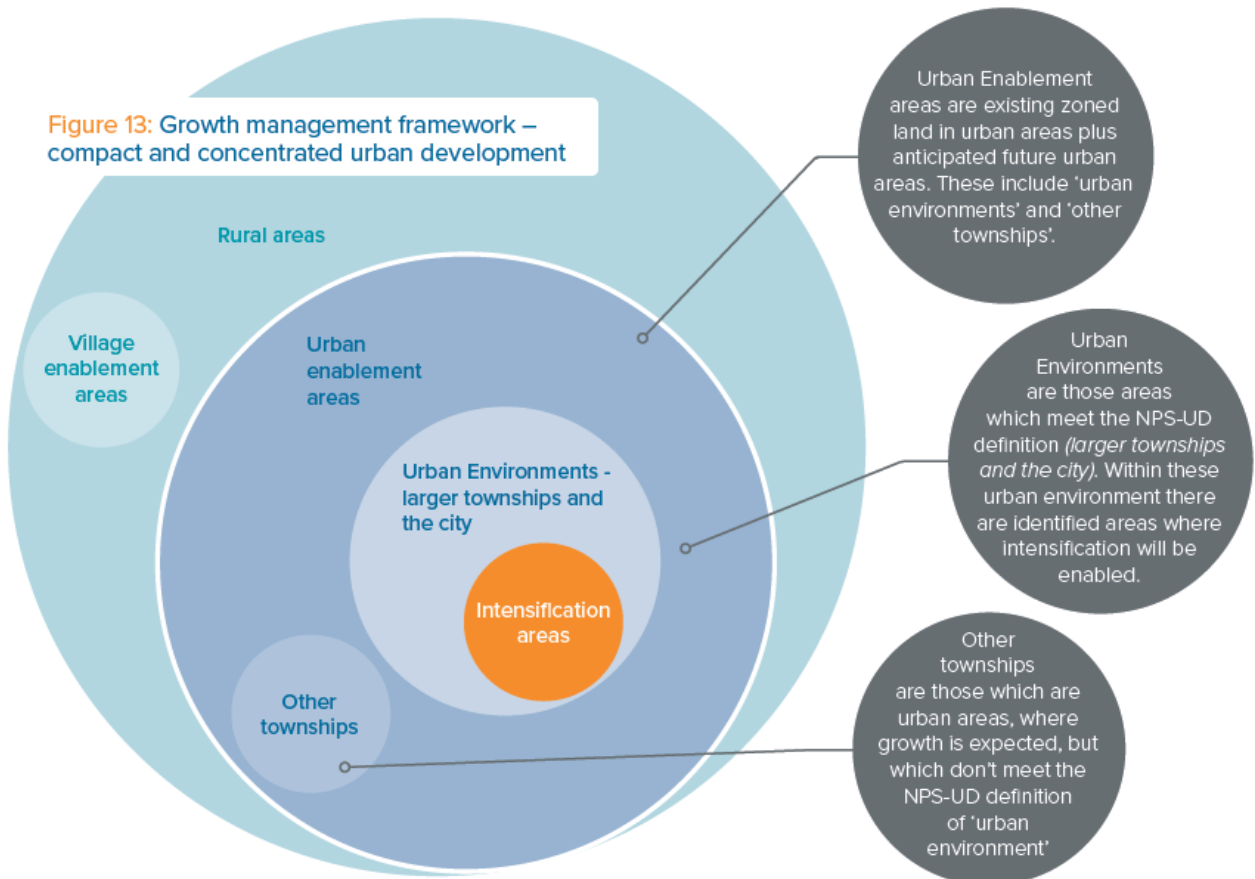 Figure 13: Growth management framework –
compact and concentrated urban development
Rural areas
Village
enablement
areas
Urban
enablement
areas
Urban Environments -
larger townships and
the city
Intensification
areas
Other
townships
Urban Enablement
areas are existing zoned
land in urban areas plus
anticipated future urban
areas. These include ‘urban
environments’ and ‘other
townships’.
Urban
Environments
are those areas
which meet the NPS-UD
definition (larger townships
and the city). Within these
urban environment there
are identified areas where
intensification will be
enabled.
Other
townships
are those which are
urban areas, where
growth is expected, but
which don't meet the
NPS-UD definition
of ‘urban
environment’